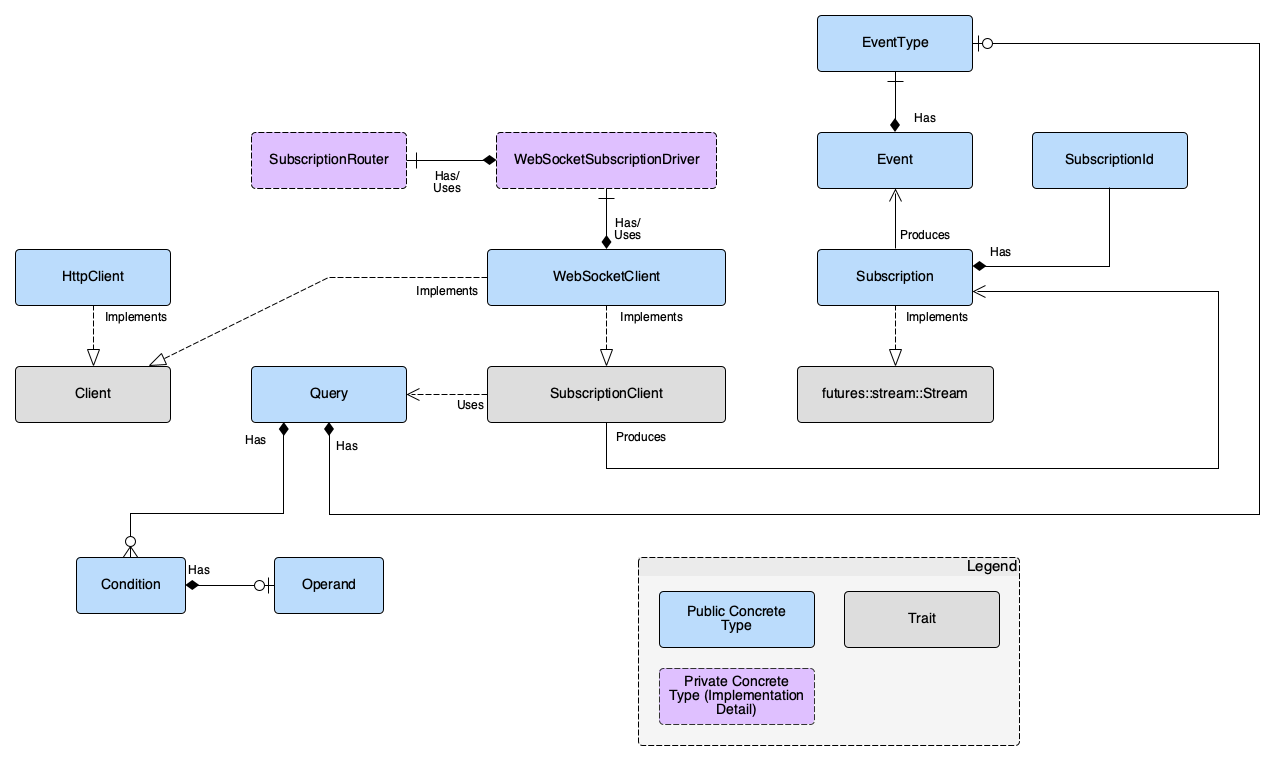 EventType
Has
SubscriptionRouter
Has/
Uses
WebSocketSubscriptionDriver
Event
SubscriptionId
Has/
Uses
Produces
Has
HttpClient
WebSocketClient
Subscription
Implements
Implements
Implements
Implements
Client
Query
Uses
SubscriptionClient
futures::stream::Stream
Has
Has
Produces
Condition
Has
Operand
Legend
Public Concrete
Type
Trait
Private Concrete
Type (Implementation
Detail)